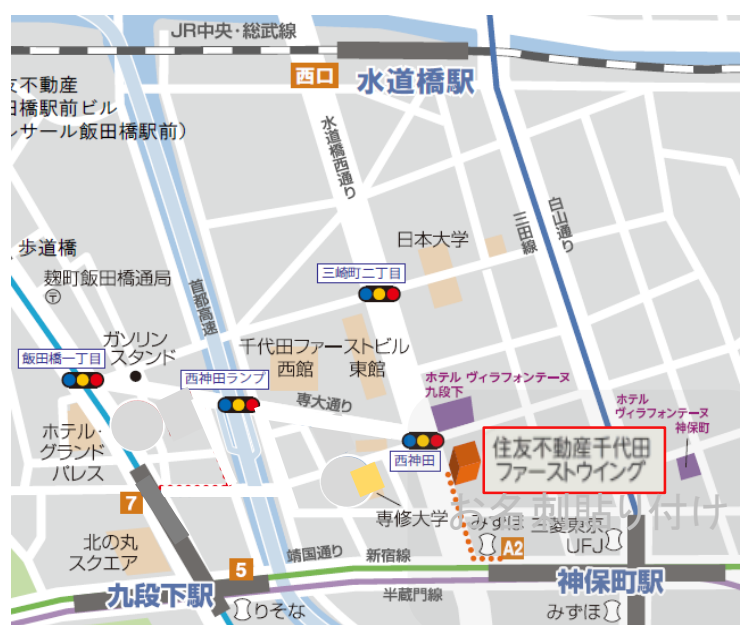 JR中央・総武線
西口
水道橋駅
友不動産
田橋駅前ビル
ルサール飯田橋駅前）
水道橋西通り
白山通り
三田線
日本大学
歩道橋
麹町飯田橋通局
〒
首都高速
三崎町二丁目
ガソリン
スタンド
飯田橋一丁目
千代田ファーストビル
西館
東館
西神田ランプ
専大通り
ホテル ヴィラフォンテーヌ
九段下
ホテル
ヴィラフォンテーヌ
神保町
ホテル・
グランド
パレス
西神田
住友不動産千代田
ファーストウイング
7
専修大学
お名刺貼り付け
みずほ
三菱東京
UFJ
A2
北の丸
スクエア
靖国通り
新宿線
5
九段下駅
神保町駅
半蔵門線
りそな
みずほ